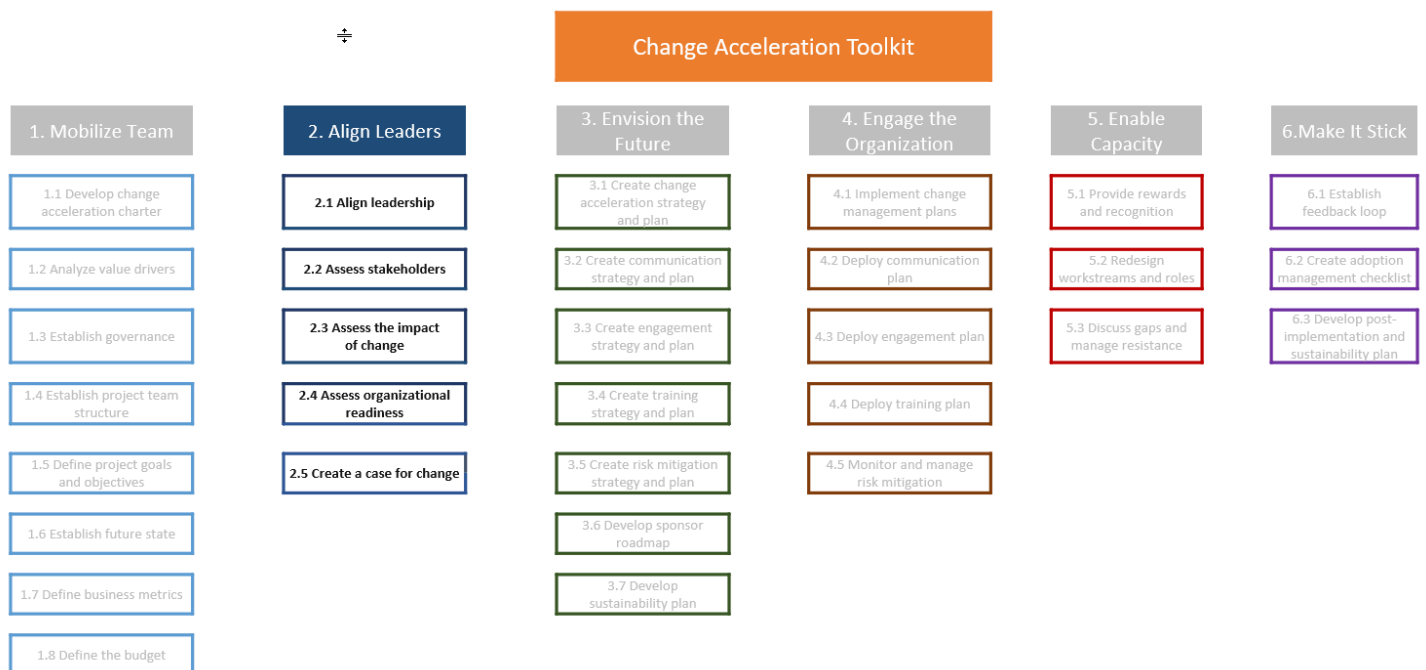 Change Acceleration Toolkit
1. Mobilize Team
1.1 Develop change
acceleration charter
1.2 Analyze value drivers
1.3 Establish governance
1.4 Establish project team
structure
1.5 Define project goals
and objectives
1.6 Establish future state
1.7 Define business metrics
1.8 Define the budget
2. Align Leaders
2.1 Align leadership
2.2 Assess stakeholders
2.3 Assess the impact
of change
2.4 Assess organizational
readiness
2.5 Create a case for change
3. Envision the
Future
3.1 Create change
acceleration strategy
and plan
3.2 Create communication
strategy and plan
3.3 Create engagement
strategy and plan
3.4 Create training
strategy and plan
3.5 Create risk mitigation
strategy and plan
3.6 Develop sponsor
roadmap
3.7 Develop
sustainability plan
4. Engage the
Organization
4.1 Implement change
management plans
4.2 Deploy communication
plan
4.3 Deploy engagement plan
4.4 Deploy training plan
4.5 Monitor and manage
risk mitigation
5. Enable
Capacity
5.1 Provide rewards
and recognition
5.2 Redesign
workstreams and roles
5.3 Discuss gaps and
manage resistance
6.Make It Stick
6.1 Establish
feedback loop
6.2 Create adoption
management checklist
6.3 Develop post-
implementation and
sustainability plan